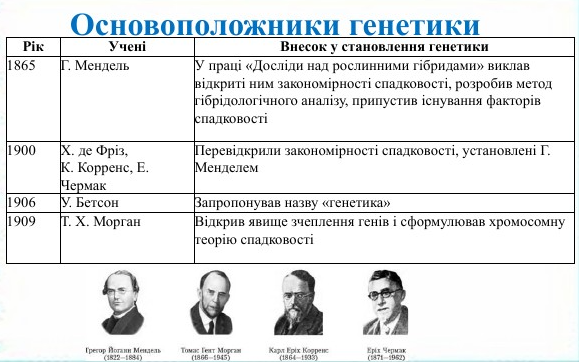 Основоположники генетики
Рік
Учені
Внесок у становлення генетики
1865
Г. Мендель
У праці «Досліди над рослинними гібридами» виклав
відкриті ним закономірності спадковості, розробив метод
гібрідологічного аналізу, припустив існування факторів
спадковості
1900
Х. де Фріз,
К. Корренс, Е.
Чермак
Перевідкрили закономірності спадковості, установлені Г.
Менделем
1906
У. Бетсон
Запропонував назву «генетика»
1909
Т. Х. Морган
Відкрив явище зчеплення генів і сформулював хромосомну
теорію спадковості
Грегор Йоганн Мендель
(1822—1884)
Томас Гент Морган
(1866—1945)
Карл Еріх Корренс
(1864—1933)
Еріх Чермак
(1871—1962)